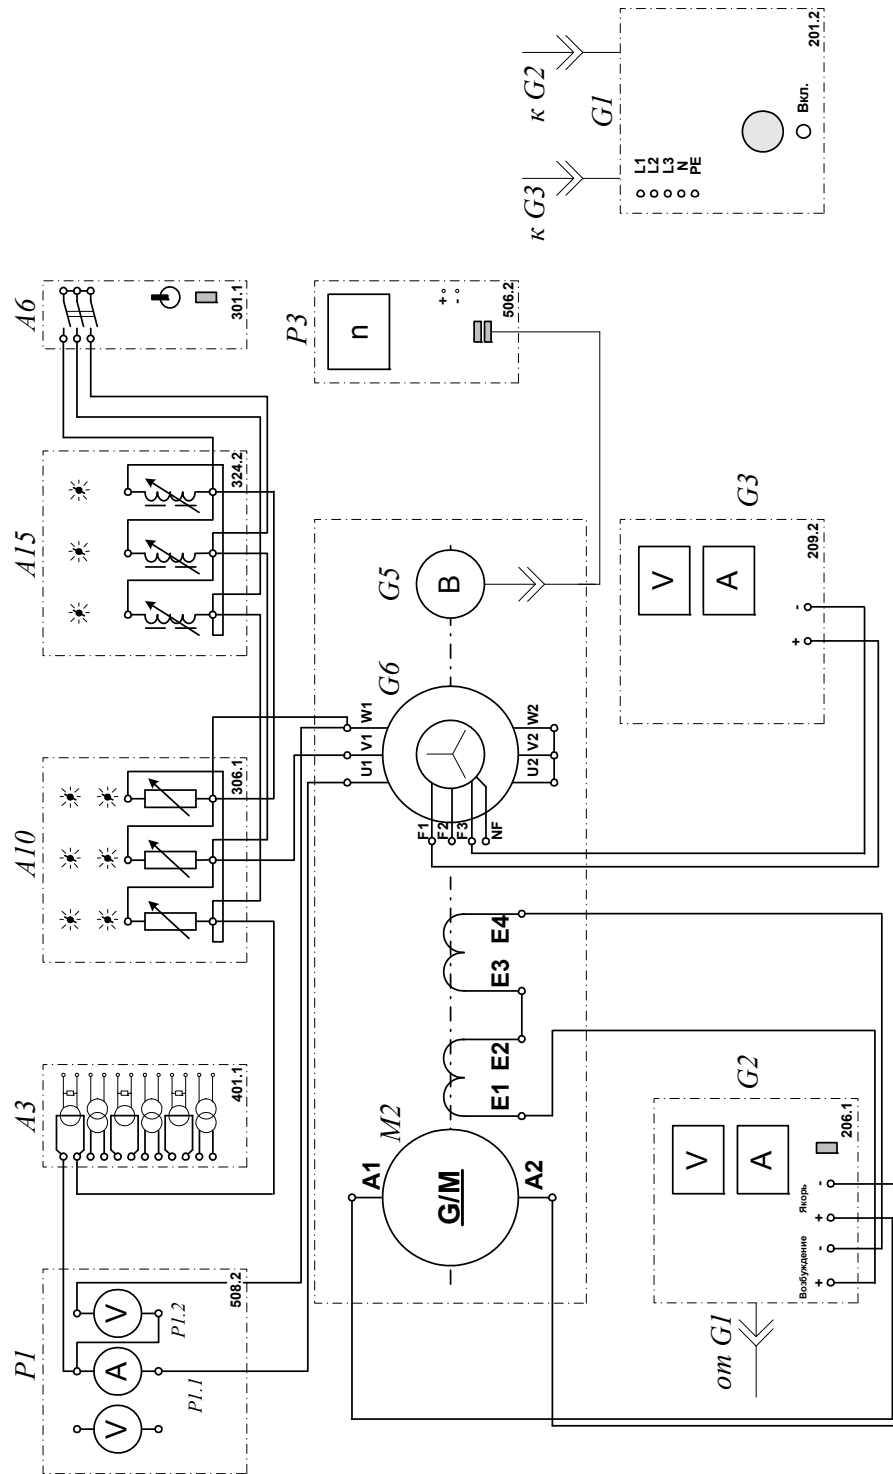 P1
V
A
V
P1.1
P1.2
508.2
A3
401.1
A10
306.1
A15
324.2
A6
301.1
M2
G/M
A1
A2
E1 E2
E3 E4
G6
U1 V1 W1
U2 V2 W2
F1
F2
F3
NF
G5
B
P3
n
+
-
506.2
от G1
G2
V
A
Возбуждение
Якорь
+ - + -
206.1
G3
V
A
+ -
209.2
к G3
к G2
G1
L1
L2
L3
N
PE
Вкл.
201.2